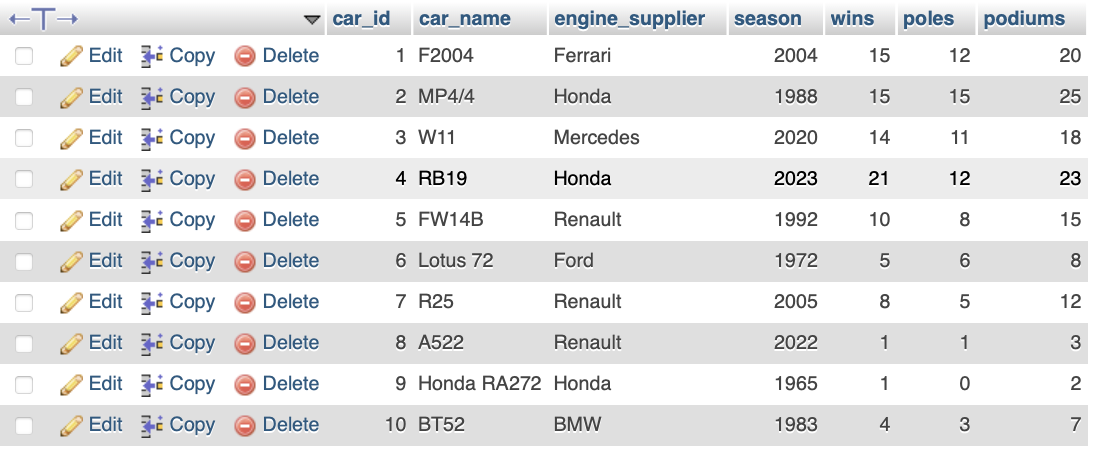 car_id car_name engine_supplier season wins poles podiums
Edit Copy Delete 1 F2004 Ferrari 2004 15 12 20
Edit Copy Delete 2 MP4/4 Honda 1988 15 15 25
Edit Copy Delete 3 W11 Mercedes 2020 14 11 18
Edit Copy Delete 4 RB19 Honda 2023 21 12 23
Edit Copy Delete 5 FW14B Renault 1992 10 8 15
Edit Copy Delete 6 Lotus 72 Ford 1972 5 6 8
Edit Copy Delete 7 R25 Renault 2005 8 5 12
Edit Copy Delete 8 A522 Renault 2022 1 1 3
Edit Copy Delete 9 Honda RA272 Honda 1965 1 0 2
Edit Copy Delete 10 BT52 BMW 1983 4 3 7